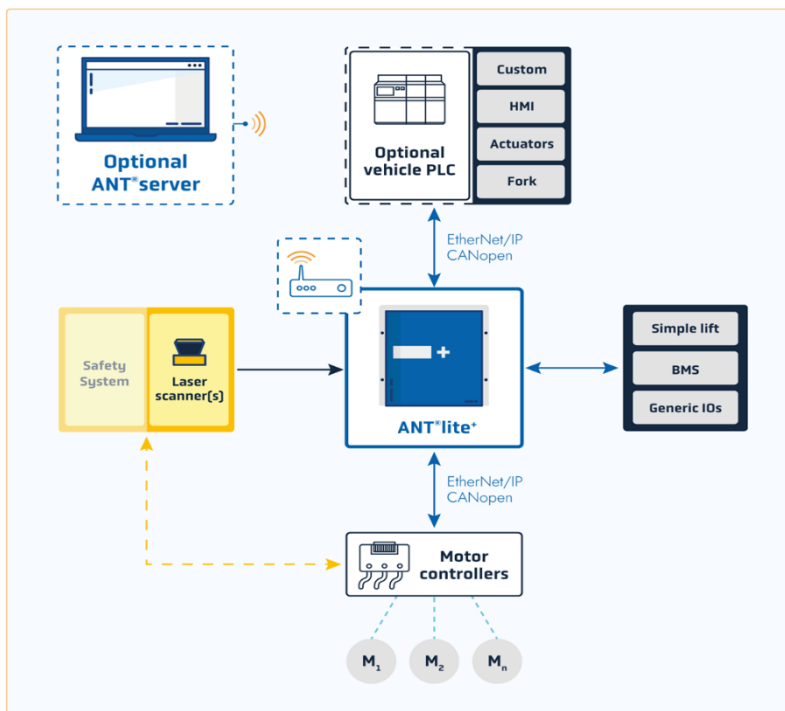 Optional
ANT®server
Optional
vehicle PLC
Custom
HMI
Actuators
Fork
EtherNet/IP
CANopen
Safety
System
Laser
scanner(s)
ANT®lite⁺
Simple lift
BMS
Generic IOs
EtherNet/IP
CANopen
Motor
controllers
M₁
M₂
Mₙ